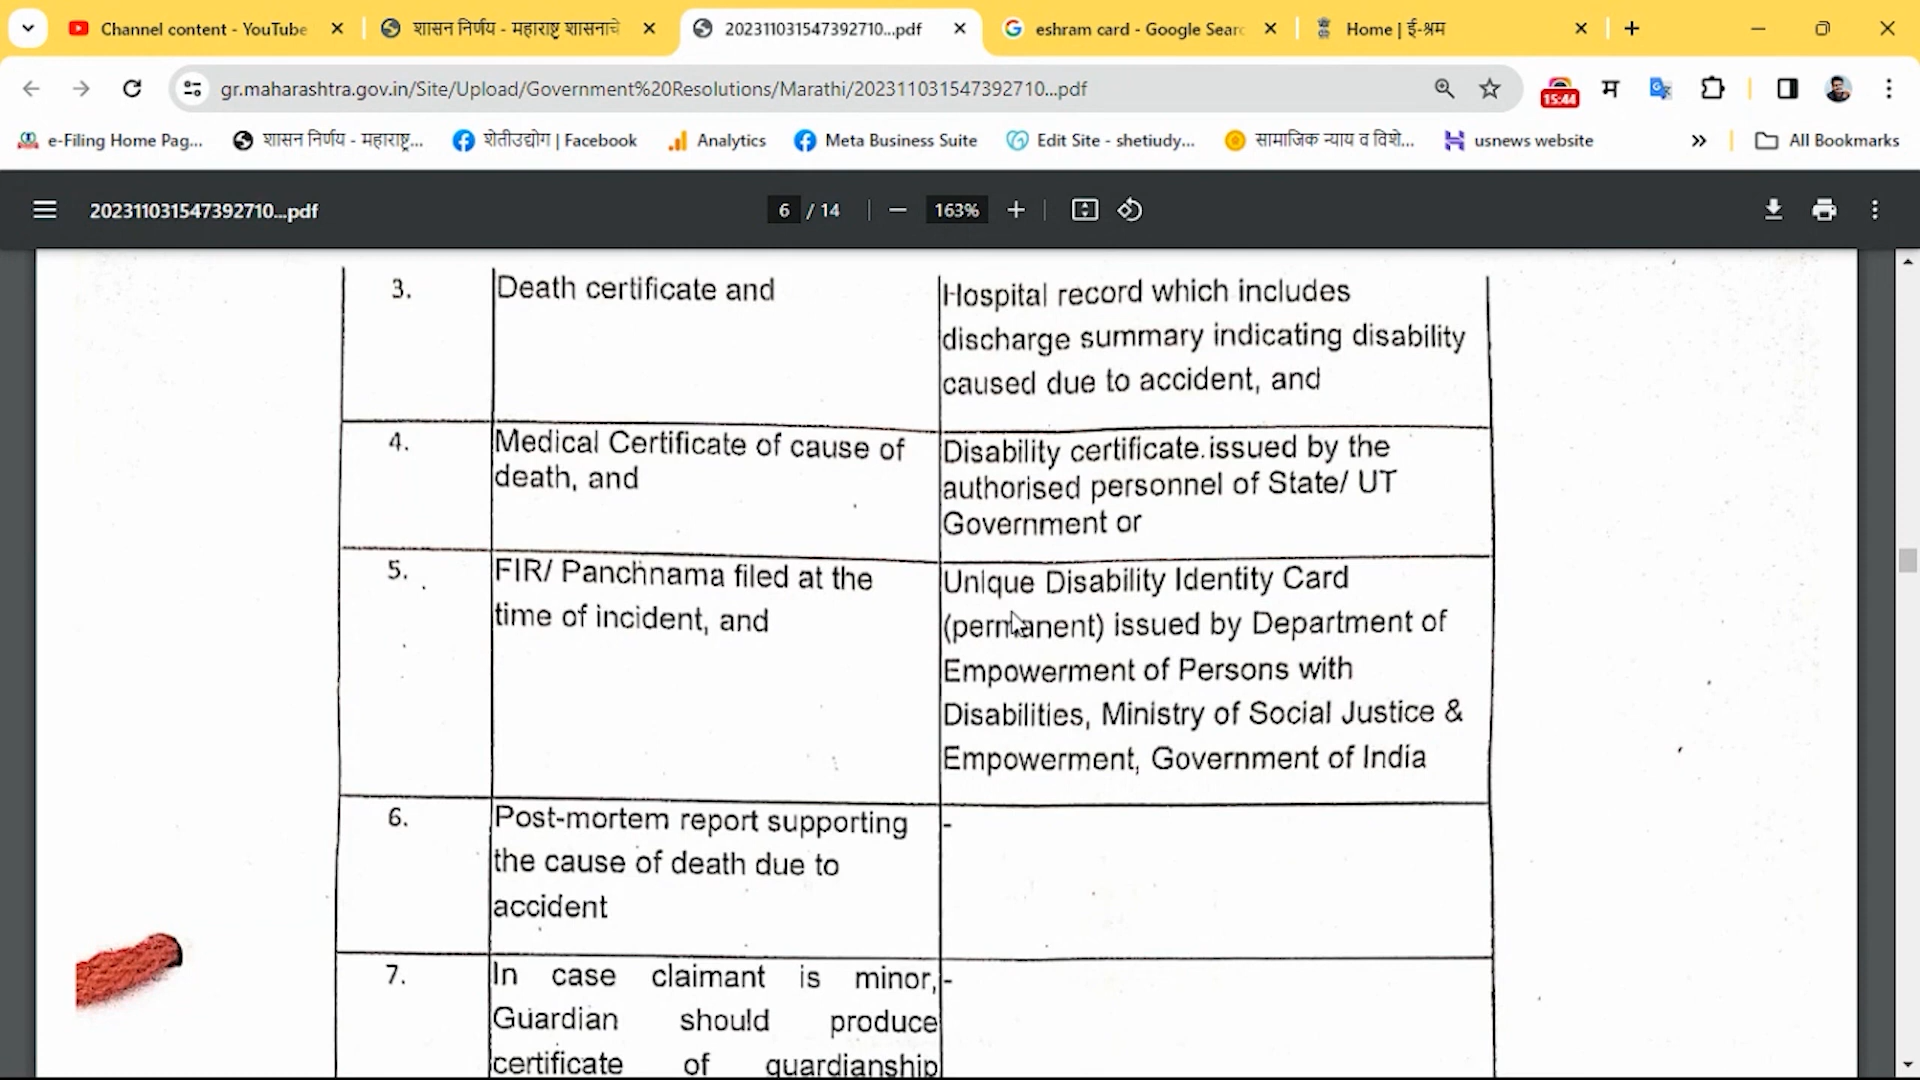 Channel content - YouTube
शासन निर्णय - महाराष्ट्र शासनाचे
202311031547392710...pdf
eshram card - Google Searc
Home | ई-श्रम
gr.maharashtra.gov.in/Site/Upload/Government%20Resolutions/Marathi/202311031547392710...pdf
15:44
म
e-Filing Home Pag...
शासन निर्णय - महाराष्ट्र...
शेतीउद्योग | Facebook
Analytics
Meta Business Suite
Edit Site - shetiudy...
सामाजिक न्याय व विशे...
usnews website
All Bookmarks
202311031547392710...pdf
6 / 14
163%
3.
Death certificate and
Hospital record which includes
discharge summary indicating disability
caused due to accident, and
4.
Medical Certificate of cause of
death, and
Disability certificate.issued by the
authorised personnel of State/ UT
Government or
5.
FIR/ Panchnama filed at the
time of incident, and
Unique Disability Identity Card
(permanent) issued by Department of
Empowerment of Persons with
Disabilities, Ministry of Social Justice &
Empowerment, Government of India
6.
Post-mortem report supporting
the cause of death due to
accident
-
7.
In case claimant is minor,
Guardian should produce
certificate of guardianship
-